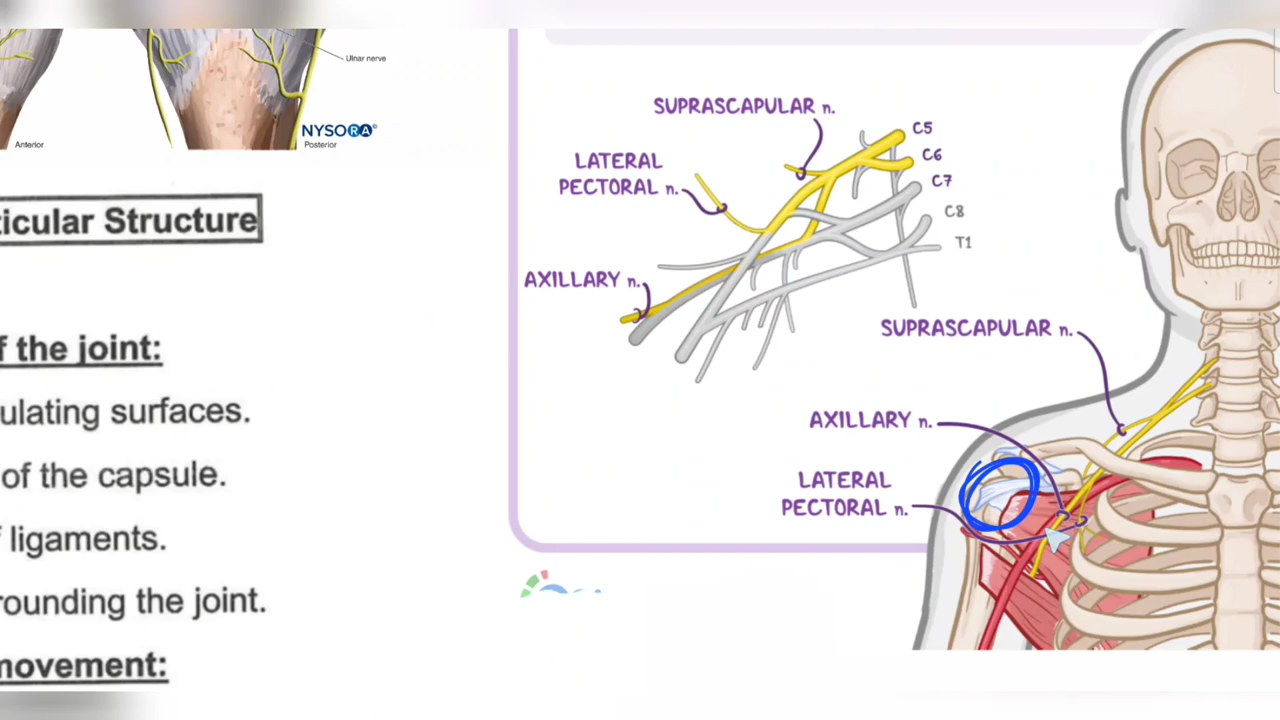 Ulnar nerve
NYSORA®
Anterior
Posterior
ticular Structure
f the joint:
ulating surfaces.
of the capsule.
f ligaments.
rounding the joint.
movement:
SUPRASCAPULAR n.
LATERAL
PECTORAL n.
AXILLARY n.
C5
C6
C7
C8
T1
SUPRASCAPULAR n.
AXILLARY n.
LATERAL
PECTORAL n.